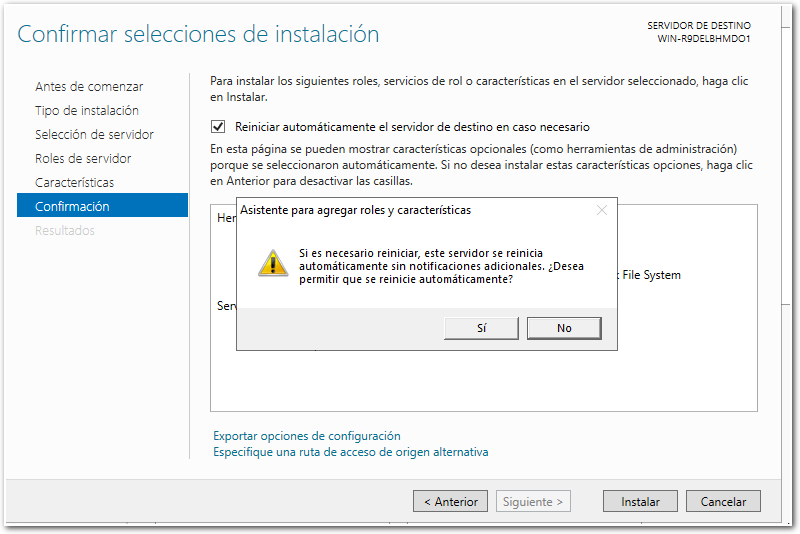 Confirmar selecciones de instalación
SERVIDOR DE DESTINO
WIN-R9DELBHMDO1
Antes de comenzar
Tipo de instalación
Selección de servidor
Roles de servidor
Características
Confirmación
Resultados
Para instalar los siguientes roles, servicios de rol o características en el servidor seleccionado, haga clic
en Instalar.
Reiniciar automáticamente el servidor de destino en caso necesario
En esta página se pueden mostrar características opcionales (como herramientas de administración)
porque se seleccionaron automáticamente. Si no desea instalar estas características opciones, haga clic
en Anterior para desactivar las casillas.
Asistente para agregar roles y características
Si es necesario reiniciar, este servidor se reinicia
automáticamente sin notificaciones adicionales. ¿Desea
permitir que se reinicie automáticamente?
File System
Sí
No
Exportar opciones de configuración
Especifique una ruta de acceso de origen alternativa
< Anterior
Siguiente >
Instalar
Cancelar